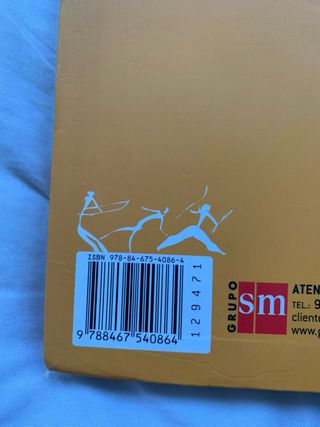 ISBN 978-84-675-4086-4
9 788467 540864
129471
GRUPO
sm
ATEN
TEL.: 9
cliente
www.g